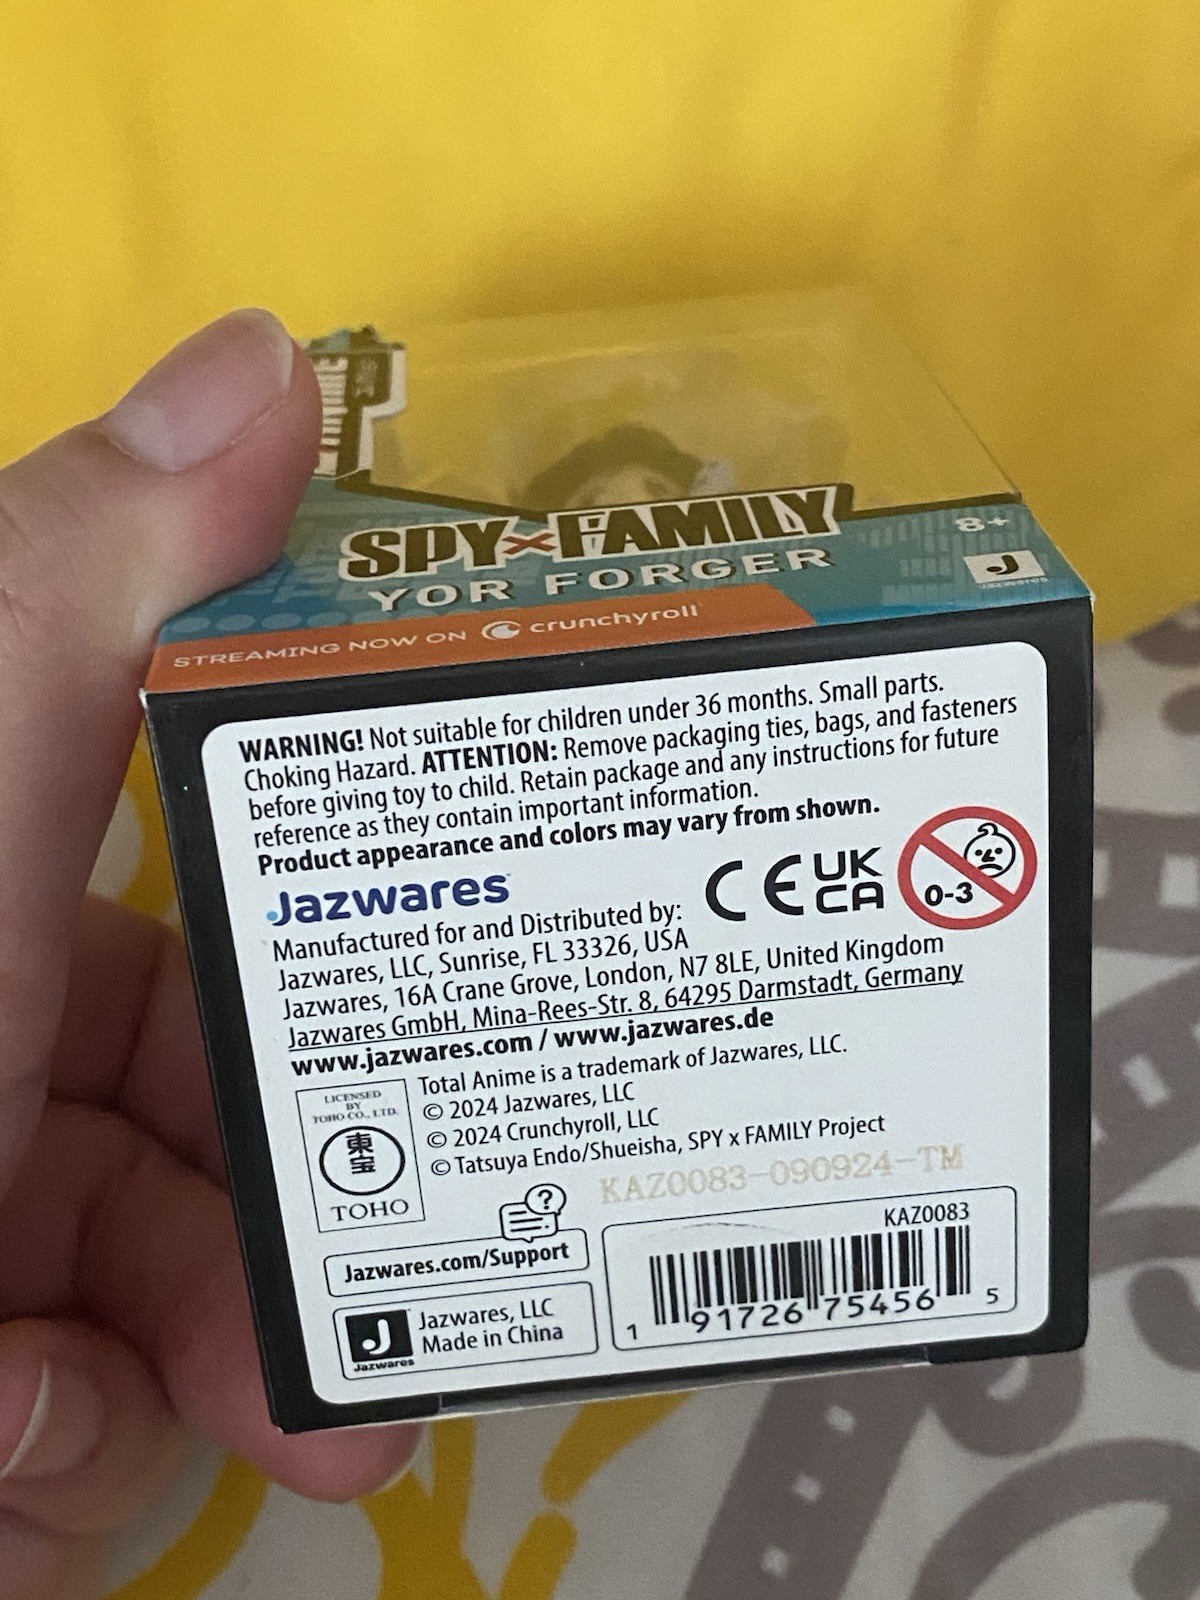 SPY×FAMILY
YOR FORGER
8+
Jazwares
STREAMING NOW ON crunchyroll
WARNING! Not suitable for children under 36 months. Small parts.
Choking Hazard. ATTENTION: Remove packaging ties, bags, and fasteners
before giving toy to child. Retain package and any instructions for future
reference as they contain important information.
Product appearance and colors may vary from shown.
Jazwares
CE UK
CA
0-3
Manufactured for and Distributed by:
Jazwares, LLC, Sunrise, FL 33326, USA
Jazwares, 16A Crane Grove, London, N7 8LE, United Kingdom
Jazwares GmbH, Mina-Rees-Str. 8, 64295 Darmstadt, Germany
www.jazwares.com / www.jazwares.de
LICENSED
BY
TOHO CO., LTD.
東宝
TOHO
Total Anime is a trademark of Jazwares, LLC.
© 2024 Jazwares, LLC
© 2024 Crunchyroll, LLC
© Tatsuya Endo/Shueisha, SPY x FAMILY Project
KAZ0083-090924-TM
?
Jazwares.com/Support
J
Jazwares
Jazwares, LLC
Made in China
KAZ0083
1 91726 75456 5